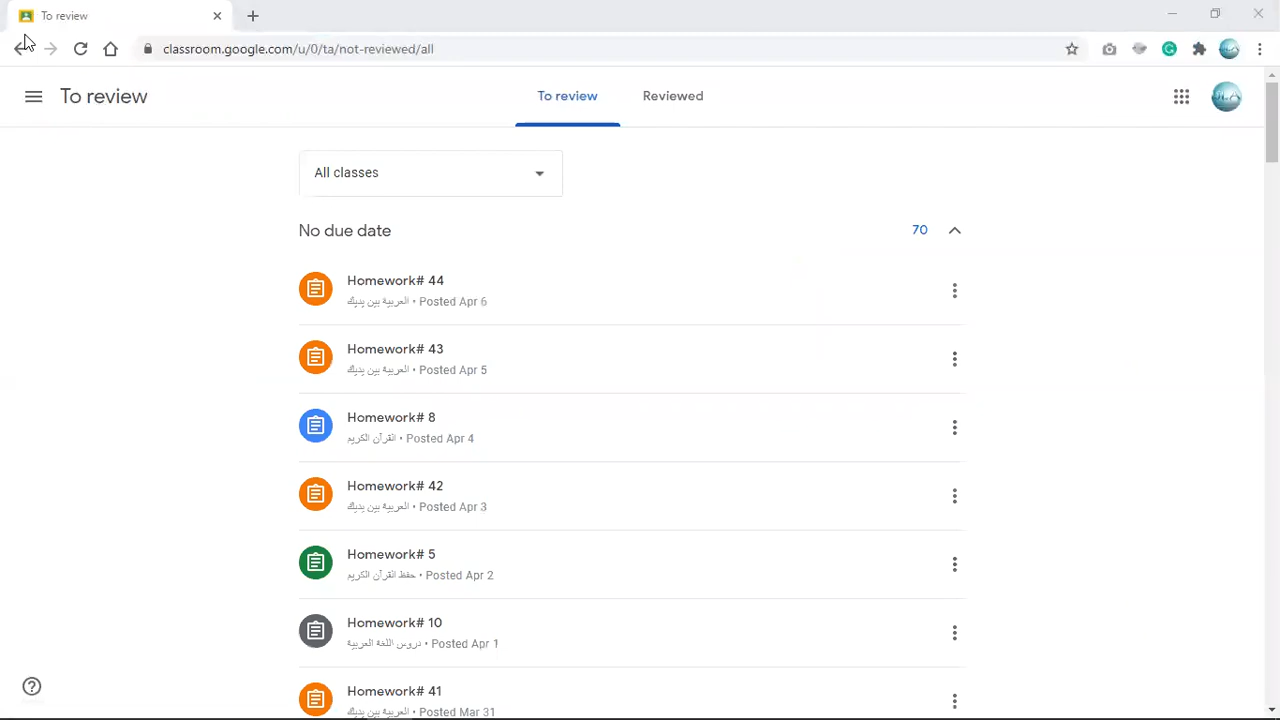 To review
classroom.google.com/u/0/ta/not-reviewed/all
To review
To review
Reviewed
All classes
No due date
70
Homework# 44
العربية بين يديك • Posted Apr 6
Homework# 43
العربية بين يديك • Posted Apr 5
Homework# 8
القرآن الكريم • Posted Apr 4
Homework# 42
العربية بين يديك • Posted Apr 3
Homework# 5
حفظ القرآن الكريم • Posted Apr 2
Homework# 10
دروس اللغة العربية • Posted Apr 1
Homework# 41
العربية بين يديك • Posted Mar 31